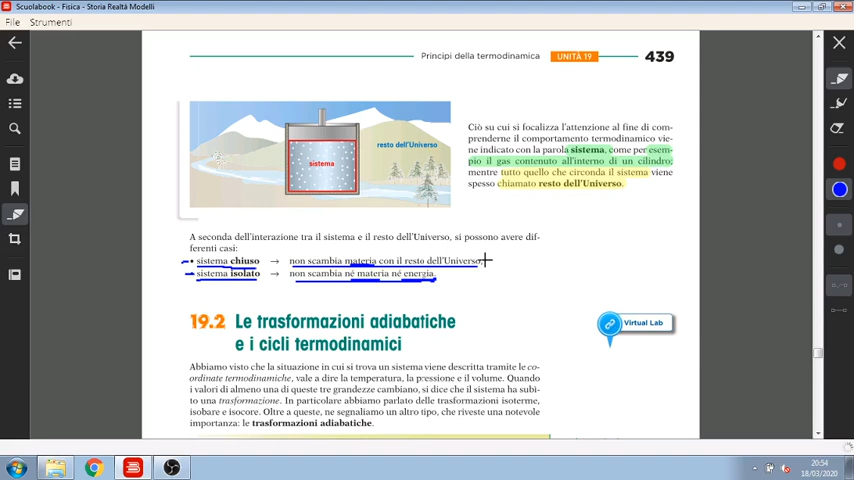 Scuolabook - Fisica - Storia Realtà Modelli
File Strumenti
Principi della termodinamica UNITÀ 19 439
resto dell'Universo
sistema
Ciò su cui si focalizza l'attenzione al fine di com-
prenderne il comportamento termodinamico vie-
ne indicato con la parola sistema, come per esem-
pio il gas contenuto all'interno di un cilindro;
mentre tutto quello che circonda il sistema viene
spesso chiamato resto dell'Universo.
A seconda dell'interazione tra il sistema e il resto dell'Universo, si possono avere dif-
ferenti casi:
• sistema chiuso → non scambia materia con il resto dell'Universo;
• sistema isolato → non scambia né materia né energia.
19.2 Le trasformazioni adiabatiche
e i cicli termodinamici
Virtual Lab
Abbiamo visto che la situazione in cui si trova un sistema viene descritta tramite le co-
ordinate termodinamiche, vale a dire la temperatura, la pressione e il volume. Quando
i valori di almeno una di queste tre grandezze cambiano, si dice che il sistema ha subì-
to una trasformazione. In particolare abbiamo parlato delle trasformazioni isoterme,
isobare e isocore. Oltre a queste, ne segnaliamo un altro tipo, che riveste una notevole
importanza: le trasformazioni adiabatiche.
20:54
18/03/2020